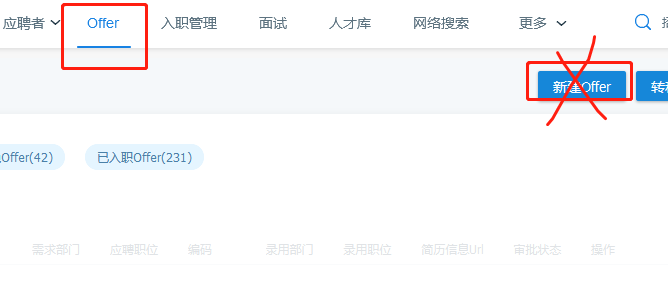 应聘者 Offer 入职管理 面试 人才库 网络搜索 更多
新建Offer 转移
Offer(42) 已入职Offer(231)
需求部门 应聘职位 编码 录用部门 录用职位 简历信息Url 审批状态 操作